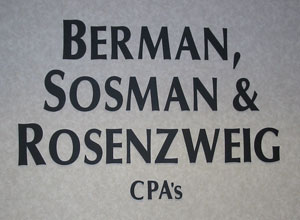 BERMAN,
SOSMAN &
ROSENZWEIG
CPA's